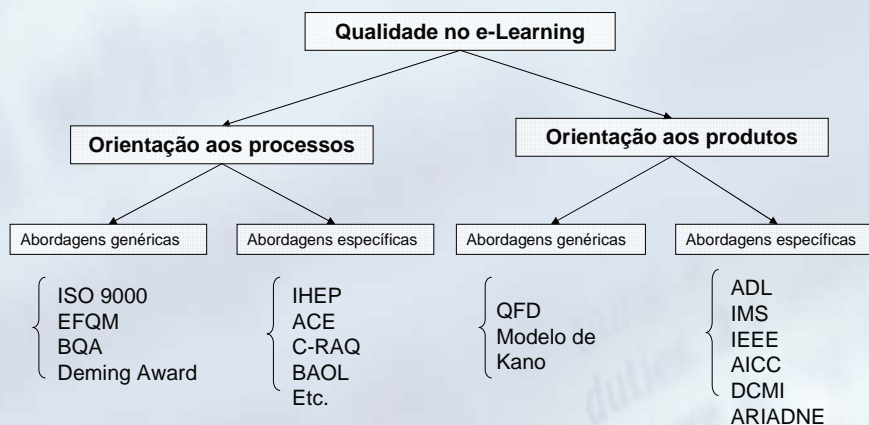 Qualidade no e-Learning
Orientação aos processos
Orientação aos produtos
Abordagens genéricas
Abordagens específicas
Abordagens genéricas
Abordagens específicas
ISO 9000
EFQM
BQA
Deming Award
IHEP
ACE
C-RAQ
BAOL
Etc.
QFD
Modelo de
Kano
ADL
IMS
IEEE
AICC
DCMI
ARIADNE